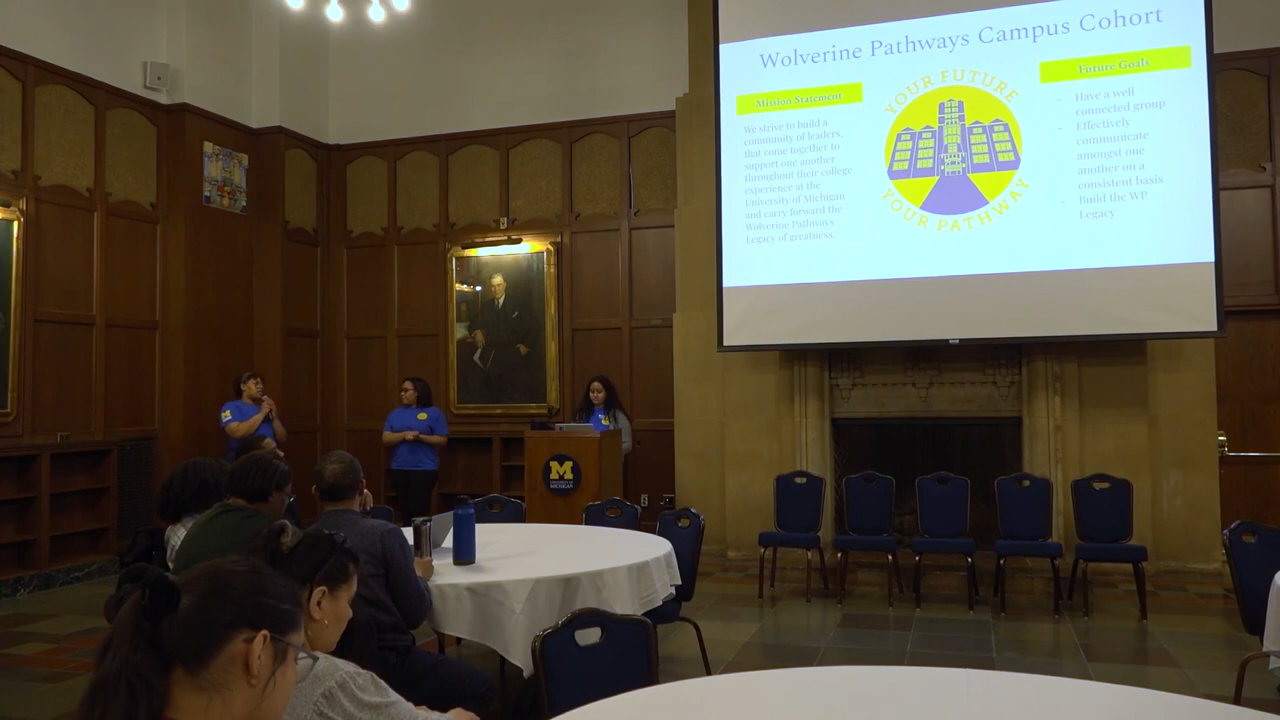 Wolverine Pathways Campus Cohort
Mission Statement
We strive to build a
community of leaders,
that come together to
support one another
throughout their college
experience at the
University of Michigan
and carry forward the
Wolverine Pathways
Legacy of greatness.
YOUR FUTURE
YOUR PATHWAY
Future Goals
- Have a well
connected group
- Effectively
communicate
amongst one
another on a
consistent basis
- Build the WP
Legacy
M
M
UNIVERSITY OF
MICHIGAN